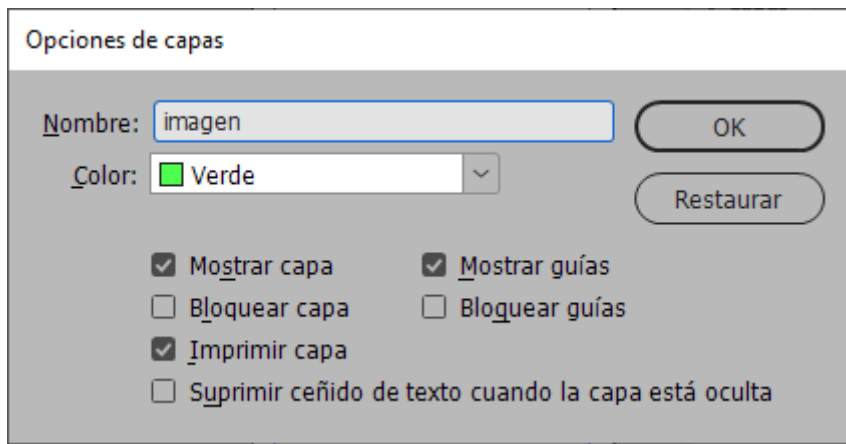 Opciones de capas
Nombre: imagen
OK
Color: Verde
Restaurar
Mostrar capa
Mostrar guías
Bloquear capa
Bloquear guías
Imprimir capa
Suprimir ceñido de texto cuando la capa está oculta